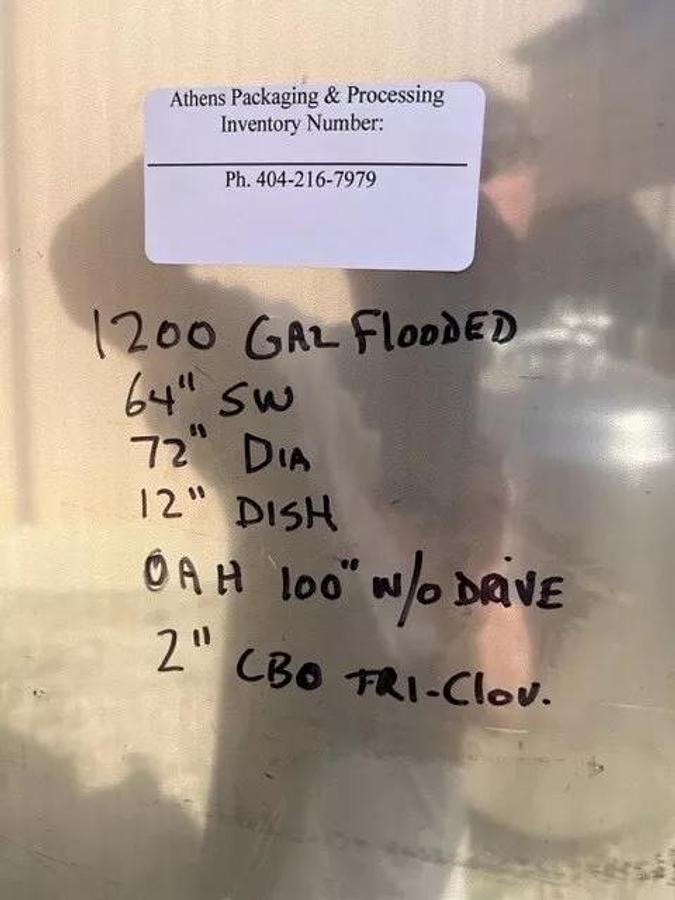 Athens Packaging & Processing
Inventory Number:
Ph. 404-216-7979
1200 GAL FLOODED
64" SW
72" DIA
12" DISH
OAH 100" W/O DRIVE
2" CBO TRI-Clov.